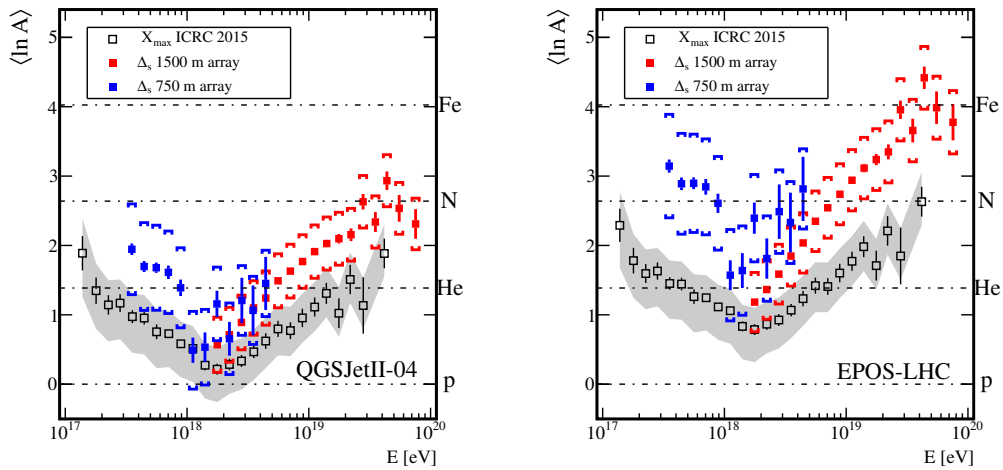 ⟨ln A⟩
5
4
3
2
1
0
X_max ICRC 2015
Δ_s 1500 m array
Δ_s 750 m array
Fe
N
He
p
QGSJetII-04
10^17
10^18
10^19
10^20
E [eV]
⟨ln A⟩
5
4
3
2
1
0
X_max ICRC 2015
Δ_s 1500 m array
Δ_s 750 m array
Fe
N
He
p
EPOS-LHC
10^17
10^18
10^19
10^20
E [eV]